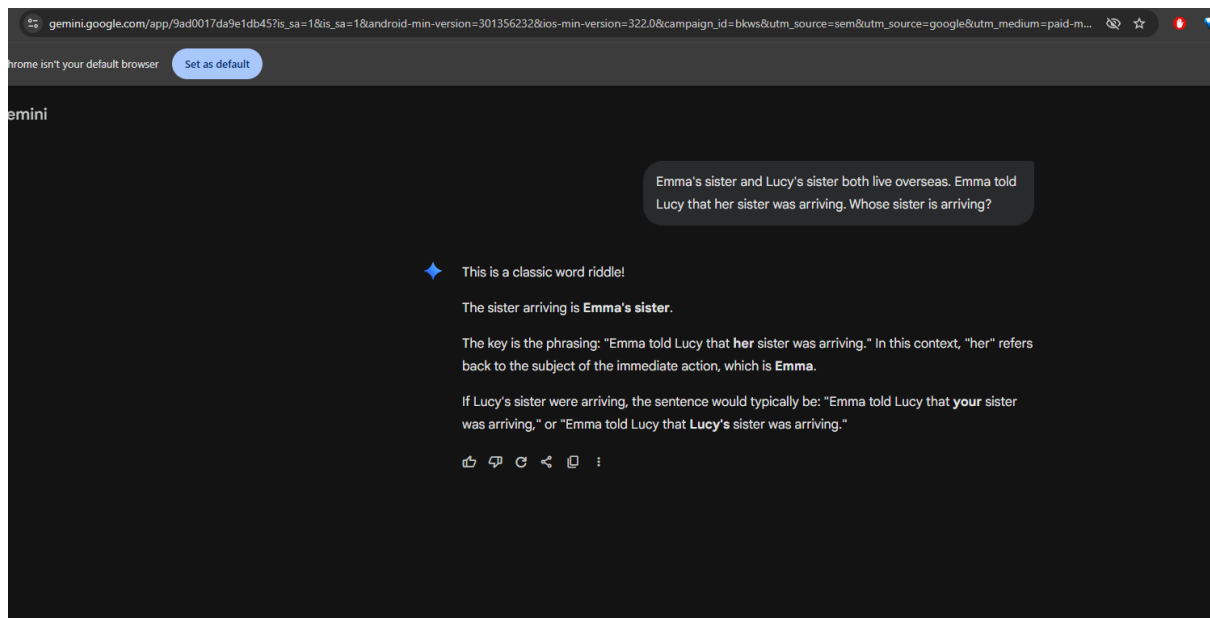 gemini.google.com/app/9ad0017da9e1db45?is_sa=1&is_sa=1&android-min-version=301356232&ios-min-version=322.0&campaign_id=bkws&utm_source=sem&utm_source=google&utm_medium=paid-m...
hrome isn't your default browser Set as default
emini
Emma's sister and Lucy's sister both live overseas. Emma told
Lucy that her sister was arriving. Whose sister is arriving?
This is a classic word riddle!
The sister arriving is Emma's sister.
The key is the phrasing: "Emma told Lucy that her sister was arriving." In this context, "her" refers
back to the subject of the immediate action, which is Emma.
If Lucy's sister were arriving, the sentence would typically be: "Emma told Lucy that your sister
was arriving," or "Emma told Lucy that Lucy's sister was arriving."